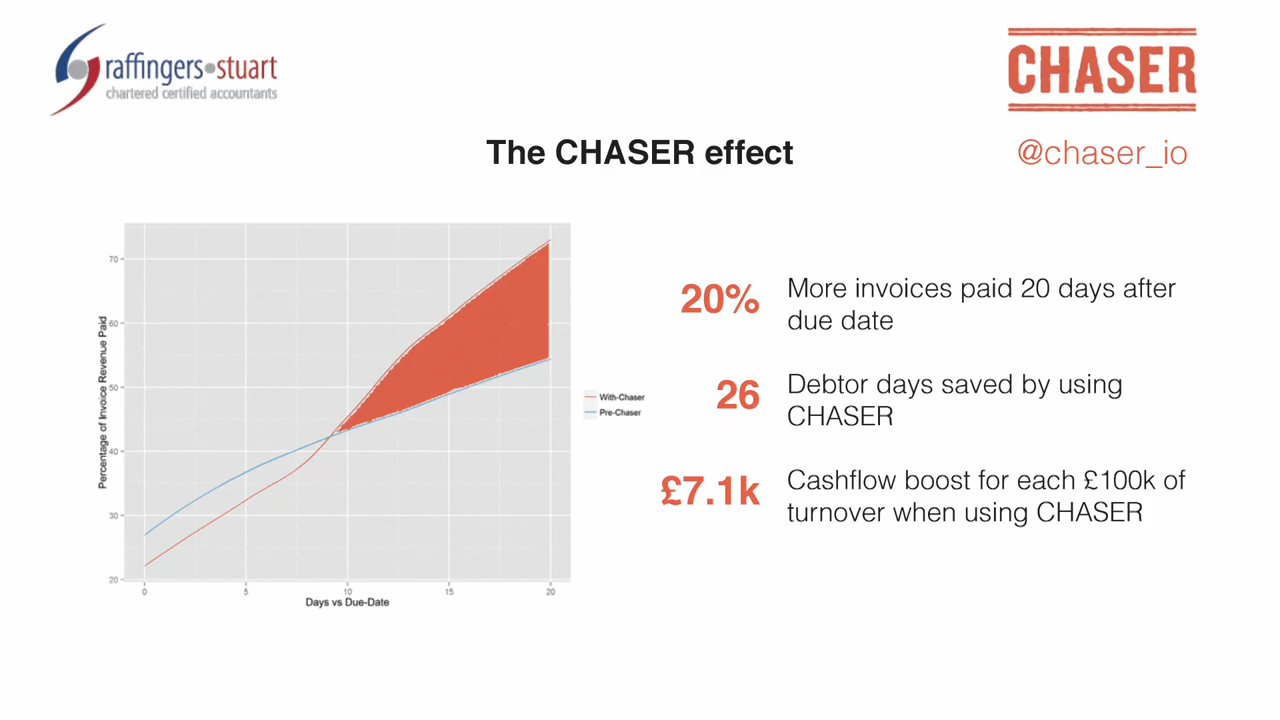 raffingers•stuart
chartered certified accountants
CHASER
The CHASER effect
@chaser_io
Percentage of Invoice Revenue Paid
70
60
50
40
30
20
0
5
10
15
20
Days vs Due-Date
With-Chaser
Pre-Chaser
20%
More invoices paid 20 days after
due date
26
Debtor days saved by using
CHASER
£7.1k
Cashflow boost for each £100k of
turnover when using CHASER